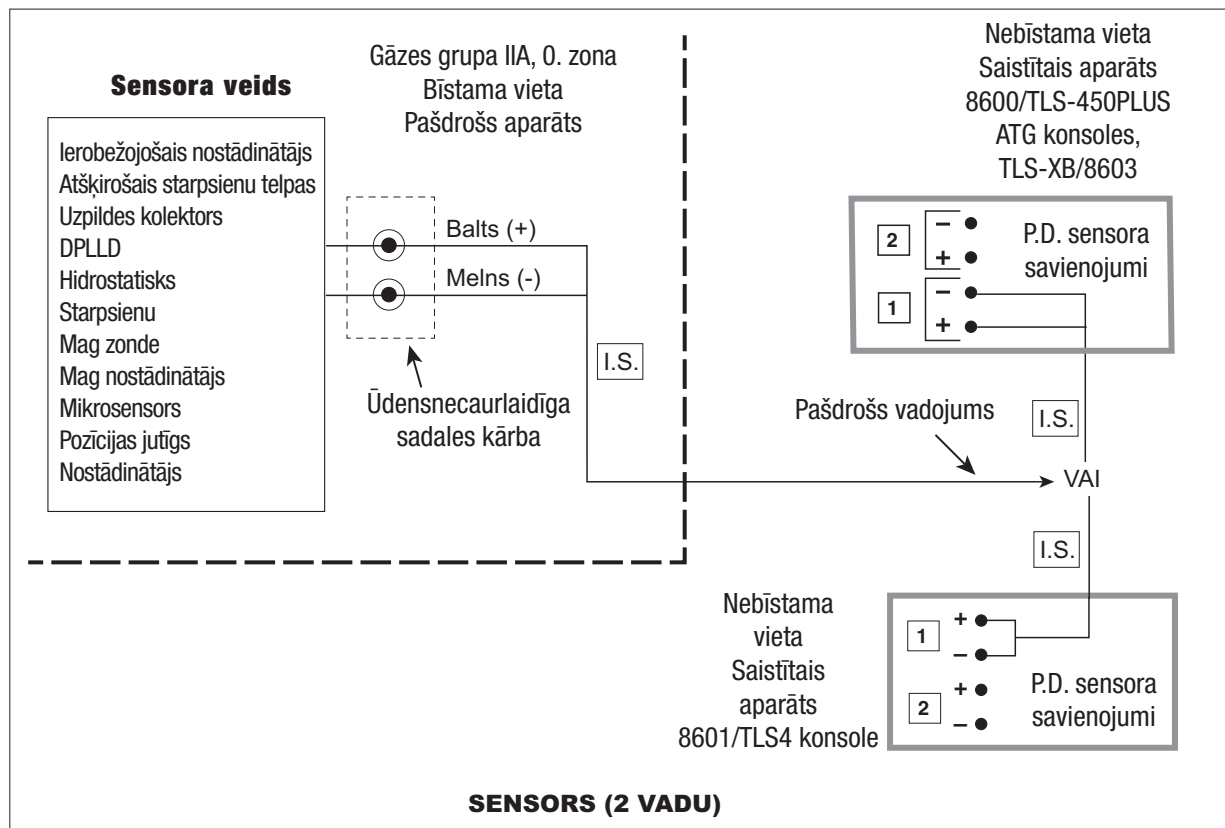 Sensora veids
Ierobežojošais nostādinātājs
Atšķirošais starpsienu telpas
Uzpildes kolektors
DPLLD
Hidrostatisks
Starpsienu
Mag zonde
Mag nostādinātājs
Mikrosensors
Pozīcijas jutīgs
Nostādinātājs
Gāzes grupa IIA, 0. zona
Bīstama vieta
Pašdrošs aparāts
Balts (+)
Melns (-)
I.S.
Ūdensnecaurlaidīga
sadales kārba
Nebīstama vieta
Saistītais aparāts
8600/TLS-450PLUS
ATG konsoles,
TLS-XB/8603
2
–
+
1
–
+
P.D. sensora
savienojumi
Pašdrošs vadojums
I.S.
VAI
I.S.
Nebīstama
vieta
Saistītais
aparāts
8601/TLS4 konsole
1
+
–
2
+
–
P.D. sensora
savienojumi
SENSORS (2 VADU)